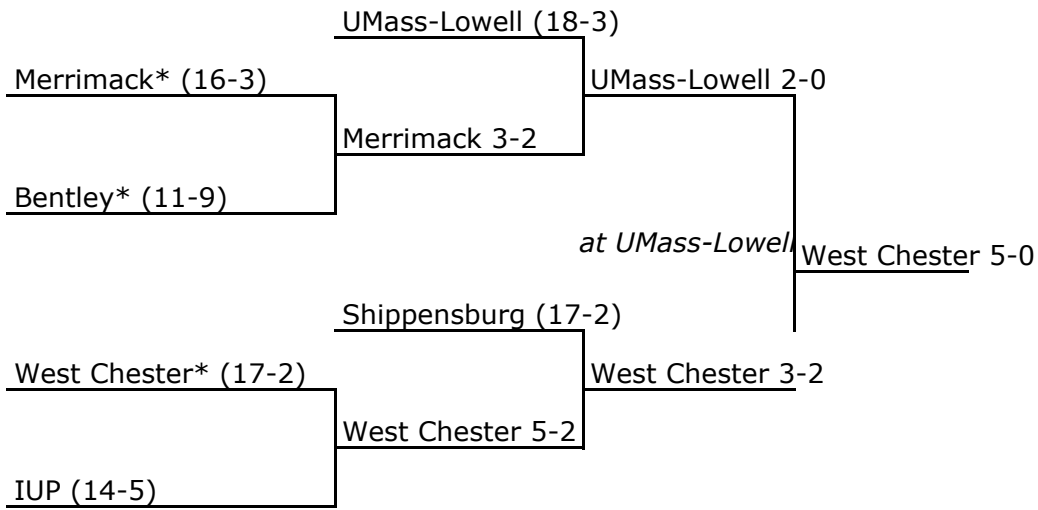 UMass-Lowell (18-3)
Merrimack* (16-3)
UMass-Lowell 2-0
Merrimack 3-2
Bentley* (11-9)
at UMass-Lowell
West Chester 5-0
Shippensburg (17-2)
West Chester* (17-2)
West Chester 3-2
West Chester 5-2
IUP (14-5)